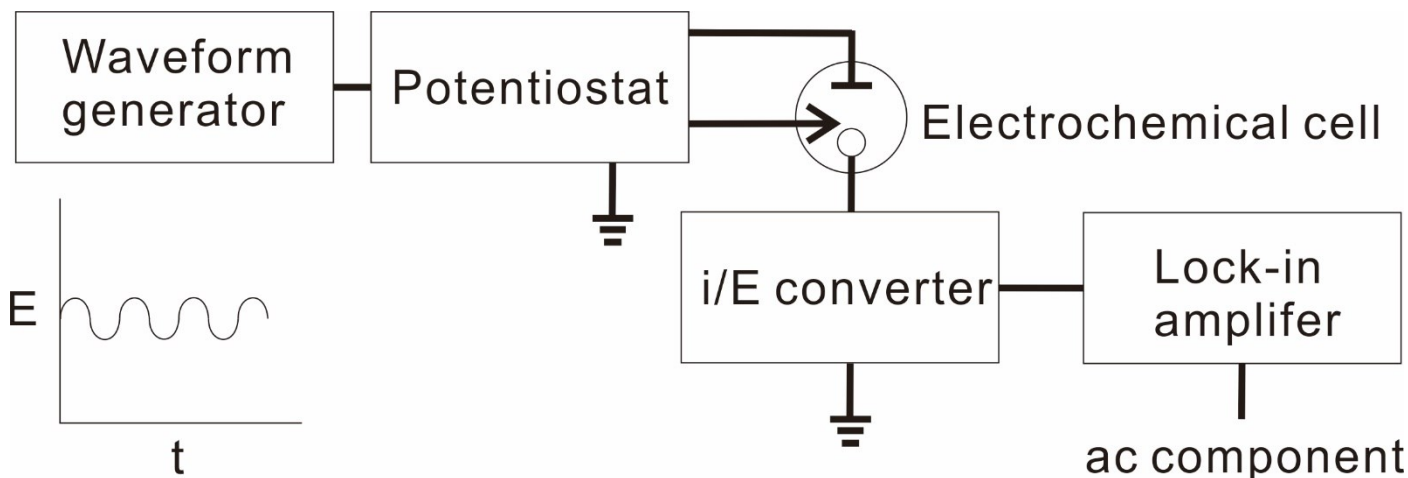 Waveform
generator
Potentiostat
Electrochemical cell
E
t
i/E converter
Lock-in
amplifer
ac component